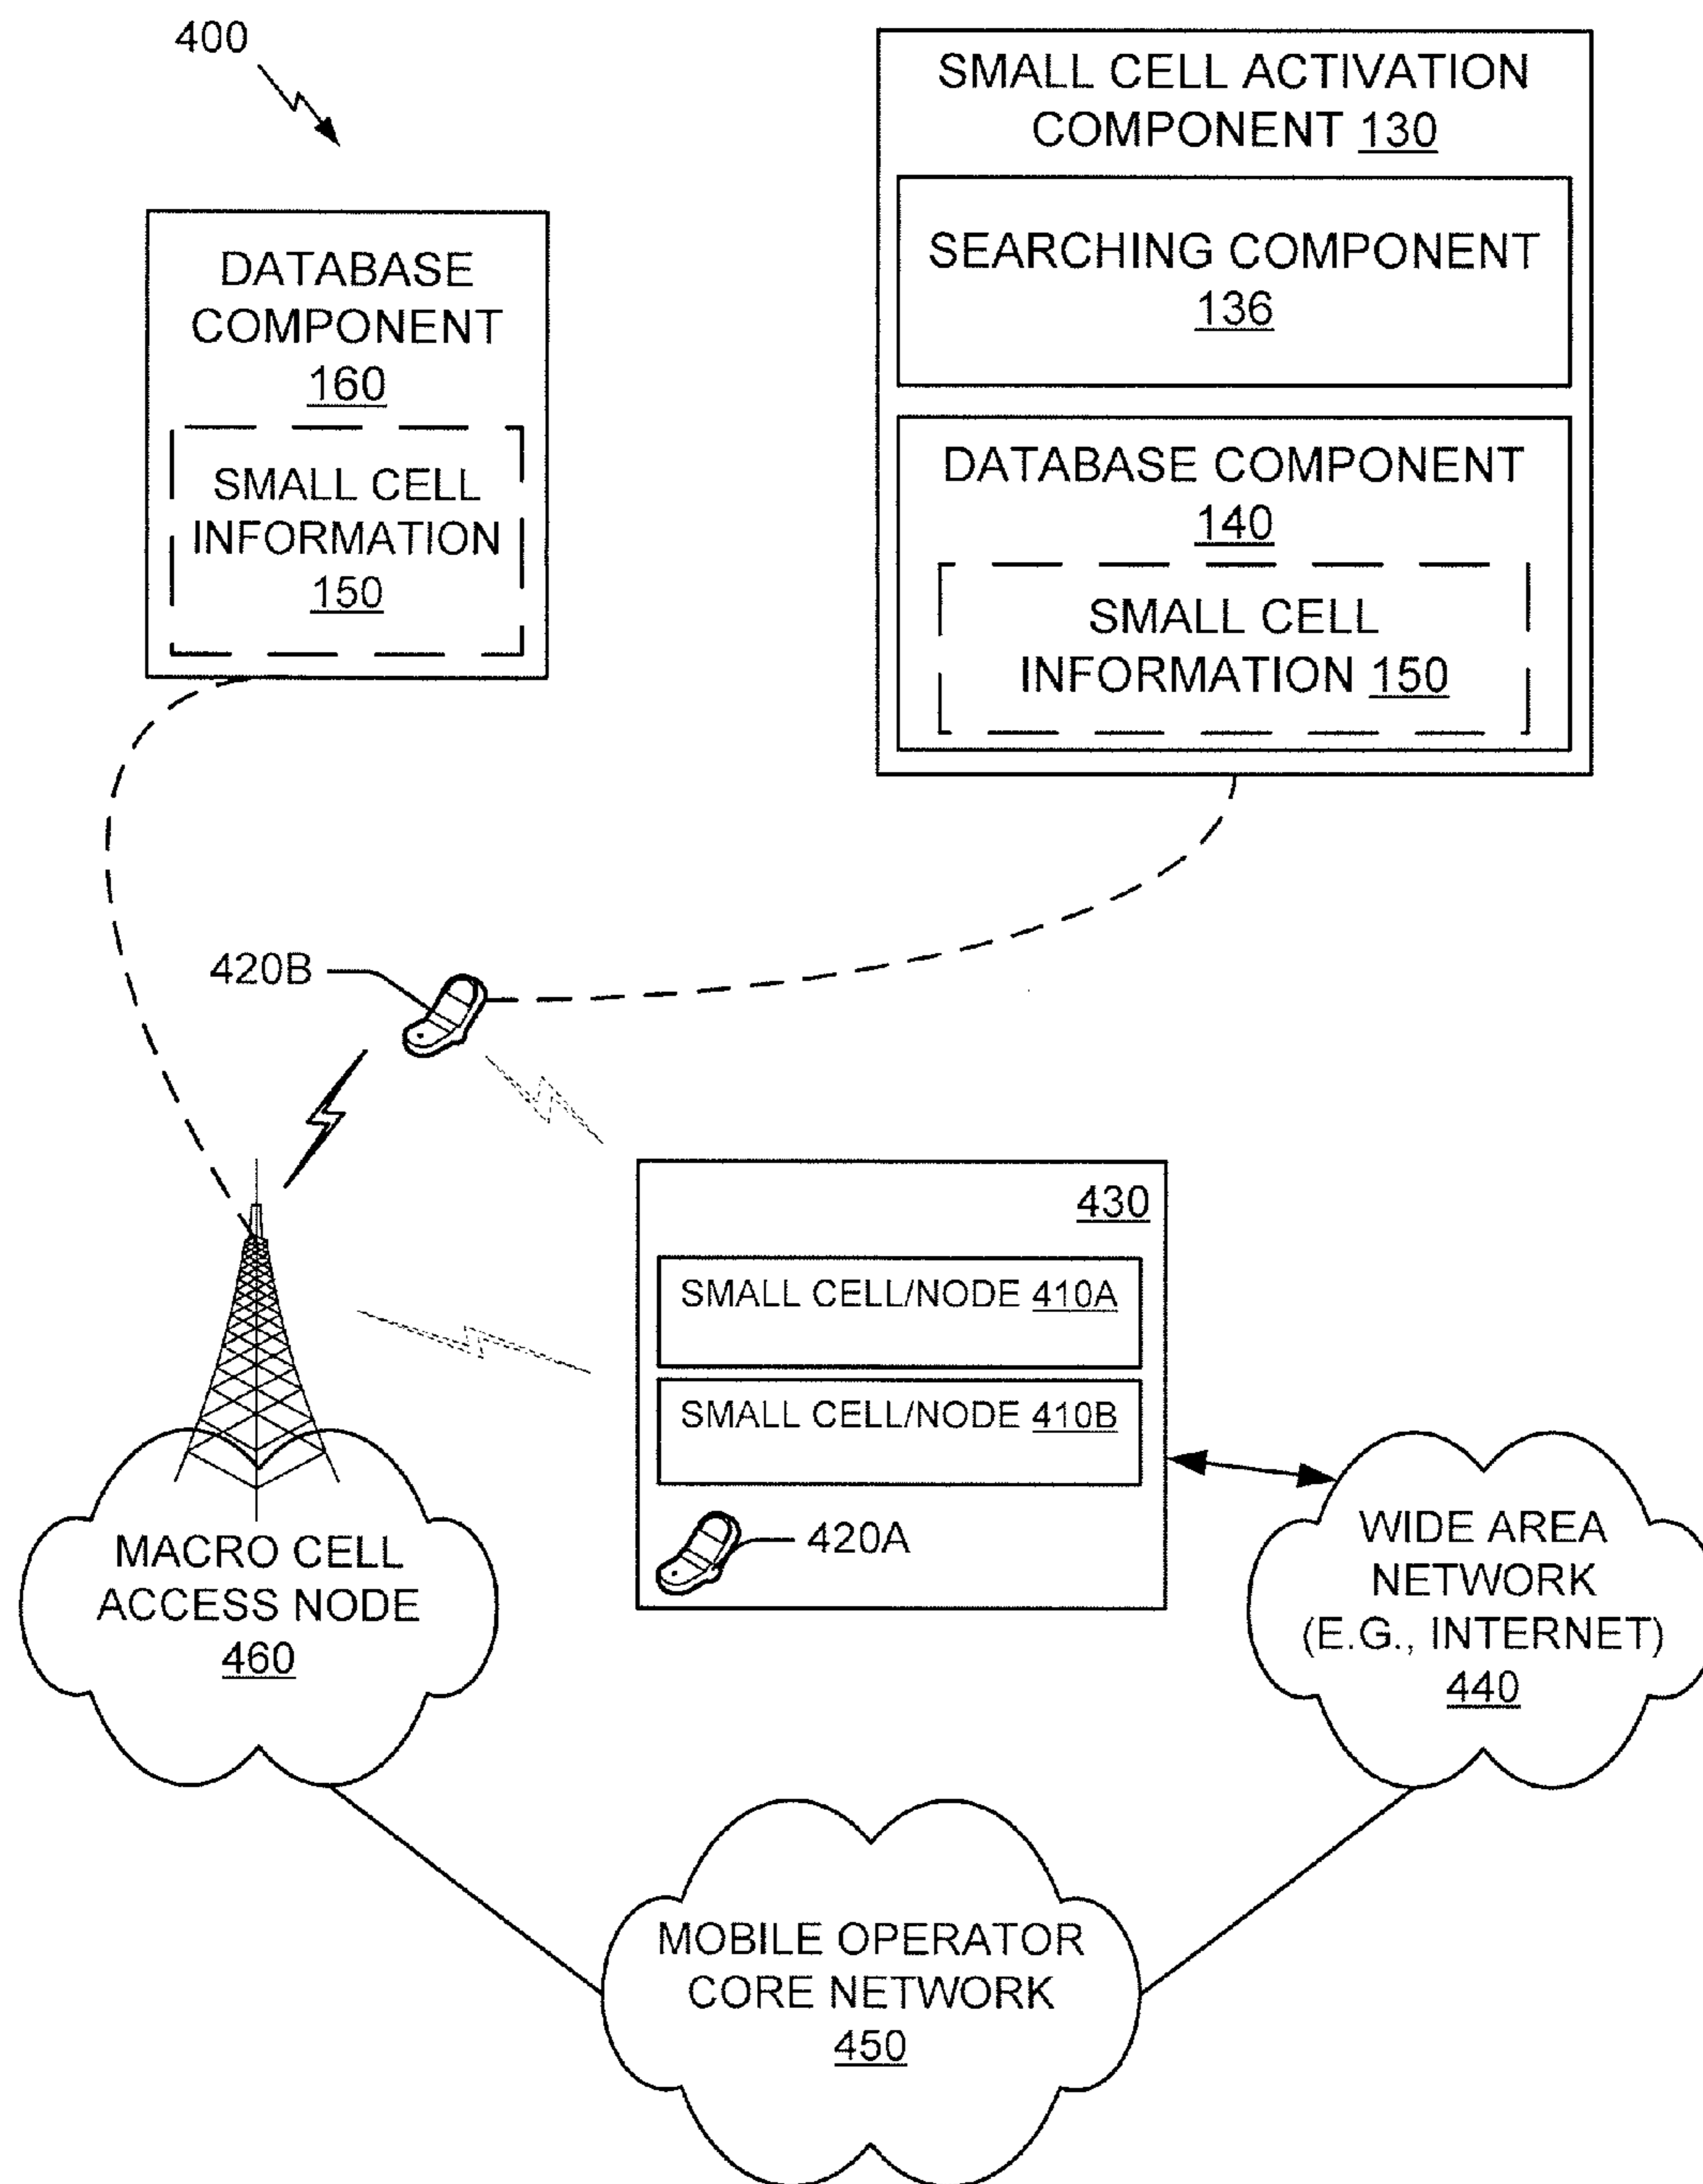 400
SMALL CELL ACTIVATION
COMPONENT 130
SEARCHING COMPONENT
136
DATABASE COMPONENT
140
SMALL CELL
INFORMATION 150
DATABASE
COMPONENT
160
SMALL CELL
INFORMATION
150
420B
430
SMALL CELL/NODE 410A
SMALL CELL/NODE 410B
420A
MACRO CELL
ACCESS NODE
460
WIDE AREA
NETWORK
(E.G., INTERNET)
440
MOBILE OPERATOR
CORE NETWORK
450